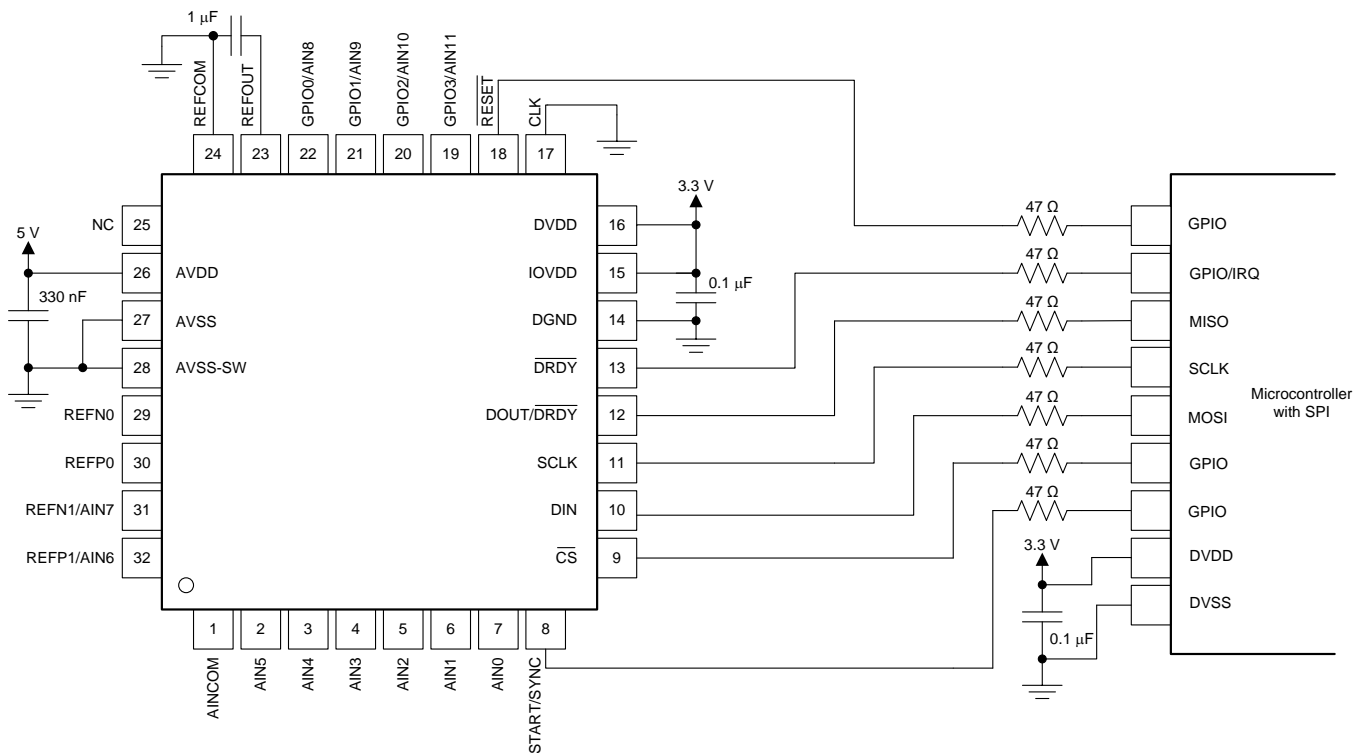 1 μF
REFCOM
REFOUT
GPIO0/AIN8
GPIO1/AIN9
GPIO2/AIN10
GPIO3/AIN11
RESET
CLK
24
23
22
21
20
19
18
17
NC
25
5 V
26
AVDD
330 nF
27
AVSS
28
AVSS-SW
REFN0
29
REFP0
30
REFN1/AIN7
31
REFP1/AIN6
32
3.3 V
DVDD
16
IOVDD
15
0.1 μF
DGND
14
DRDY
13
DOUT/DRDY
12
SCLK
11
DIN
10
CS
9
1
2
3
4
5
6
7
8
AINCOM
AIN5
AIN4
AIN3
AIN2
AIN1
AIN0
START/SYNC
47 Ω
GPIO
47 Ω
GPIO/IRQ
47 Ω
MISO
47 Ω
SCLK
47 Ω
MOSI
47 Ω
GPIO
47 Ω
GPIO
Microcontroller
with SPI
3.3 V
DVDD
DVSS
0.1 μF